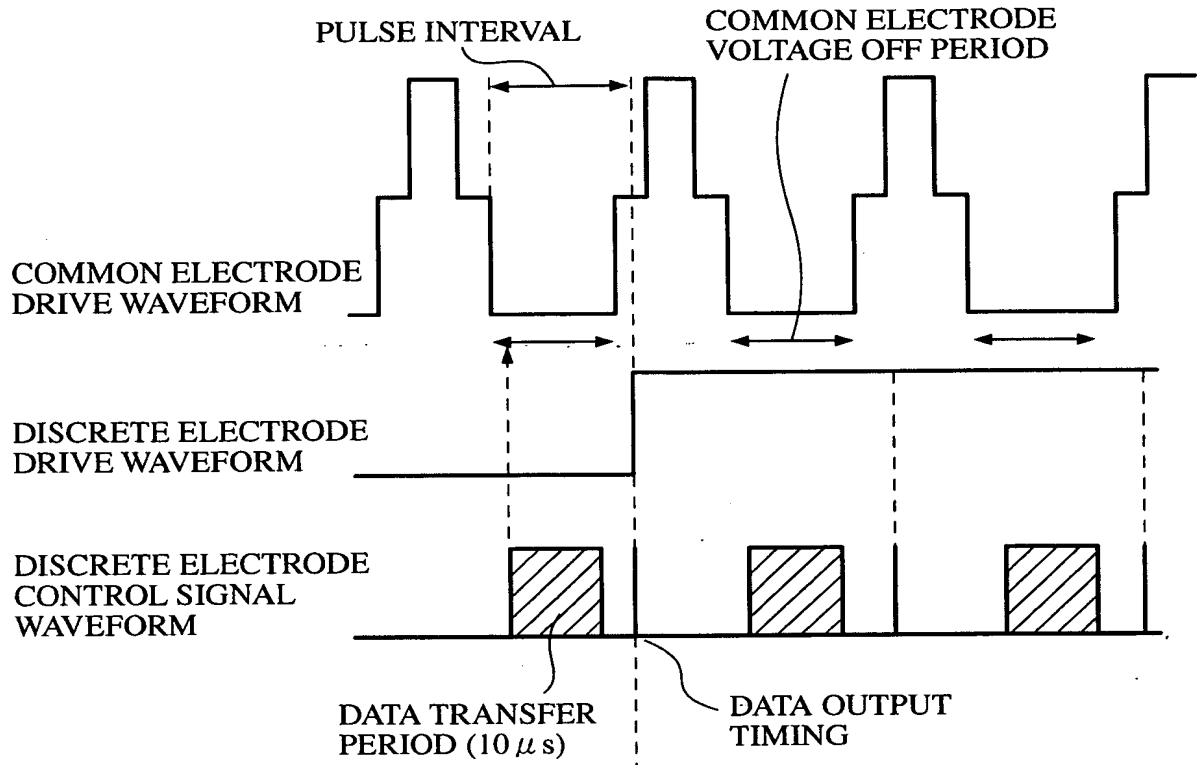 PULSE INTERVAL
COMMON ELECTRODE
VOLTAGE OFF PERIOD
COMMON ELECTRODE
DRIVE WAVEFORM
DISCRETE ELECTRODE
DRIVE WAVEFORM
DISCRETE ELECTRODE
CONTROL SIGNAL
WAVEFORM
DATA TRANSFER
PERIOD (10 μ s)
DATA OUTPUT
TIMING